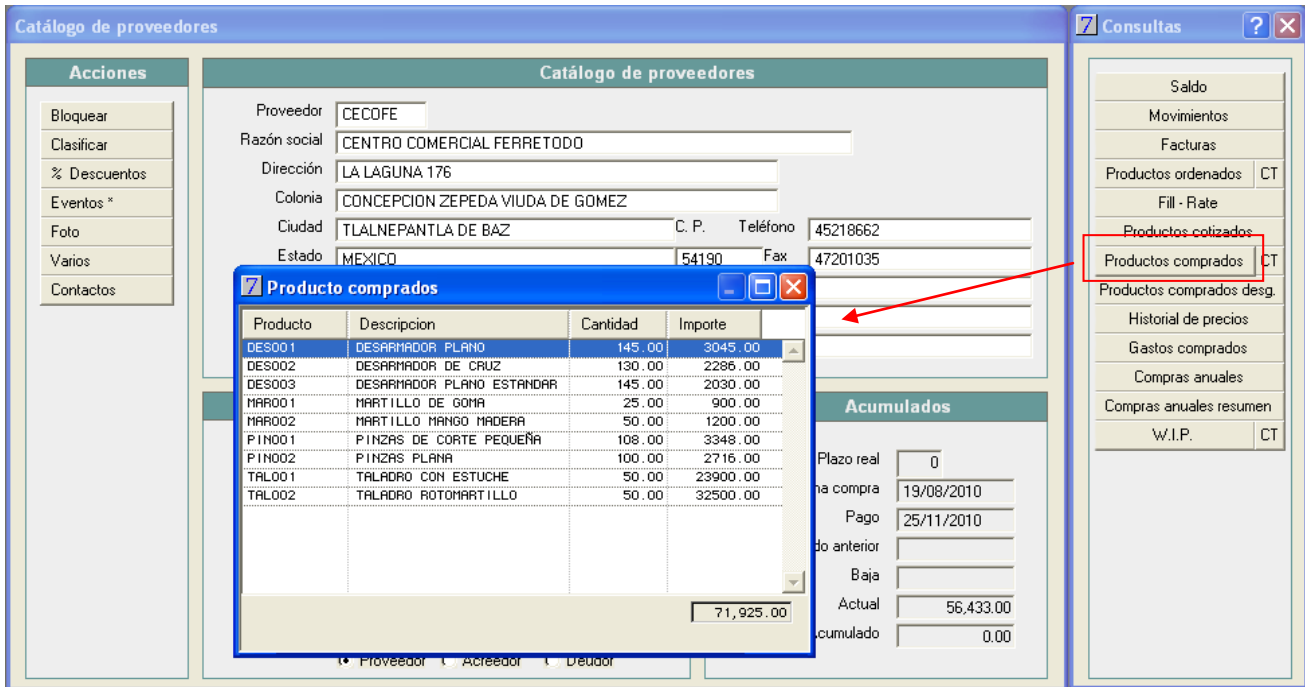 Catálogo de proveedores
Acciones
Bloquear
Clasificar
% Descuentos
Eventos *
Foto
Varios
Contactos
Catálogo de proveedores
Proveedor CECOFE
Razón social CENTRO COMERCIAL FERRETODO
Dirección LA LAGUNA 176
Colonia CONCEPCION ZEPEDA VIUDA DE GOMEZ
Ciudad TLALNEPANTLA DE BAZ C. P. Teléfono 45218662
Estado MEXICO 54190 Fax 47201035
7 Producto comprados
Producto Descripcion Cantidad Importe
DES001 DESARMADOR PLANO 145.00 3045.00
DES002 DESARMADOR DE CRUZ 130.00 2286.00
DES003 DESARMADOR PLANO ESTANDAR 145.00 2030.00
MAR001 MARTILLO DE GOMA 25.00 900.00
MAR002 MARTILLO MANGO MADERA 50.00 1200.00
PIN001 PINZAS DE CORTE PEQUEÑA 108.00 3348.00
PIN002 PINZAS PLANA 100.00 2716.00
TAL001 TALADRO CON ESTUCHE 50.00 23900.00
TAL002 TALADRO ROTOMARTILLO 50.00 32500.00
71,925.00
Proveedor Acreedor Deudor
Acumulados
Plazo real 0
na compra 19/08/2010
Pago 25/11/2010
do anterior
Baja
Actual 56,433.00
cumulado 0.00
7 Consultas ?
Saldo
Movimientos
Facturas
Productos ordenados CT
Fill - Rate
Productos cotizados
Productos comprados CT
Productos comprados desg.
Historial de precios
Gastos comprados
Compras anuales
Compras anuales resumen
W.I.P. CT